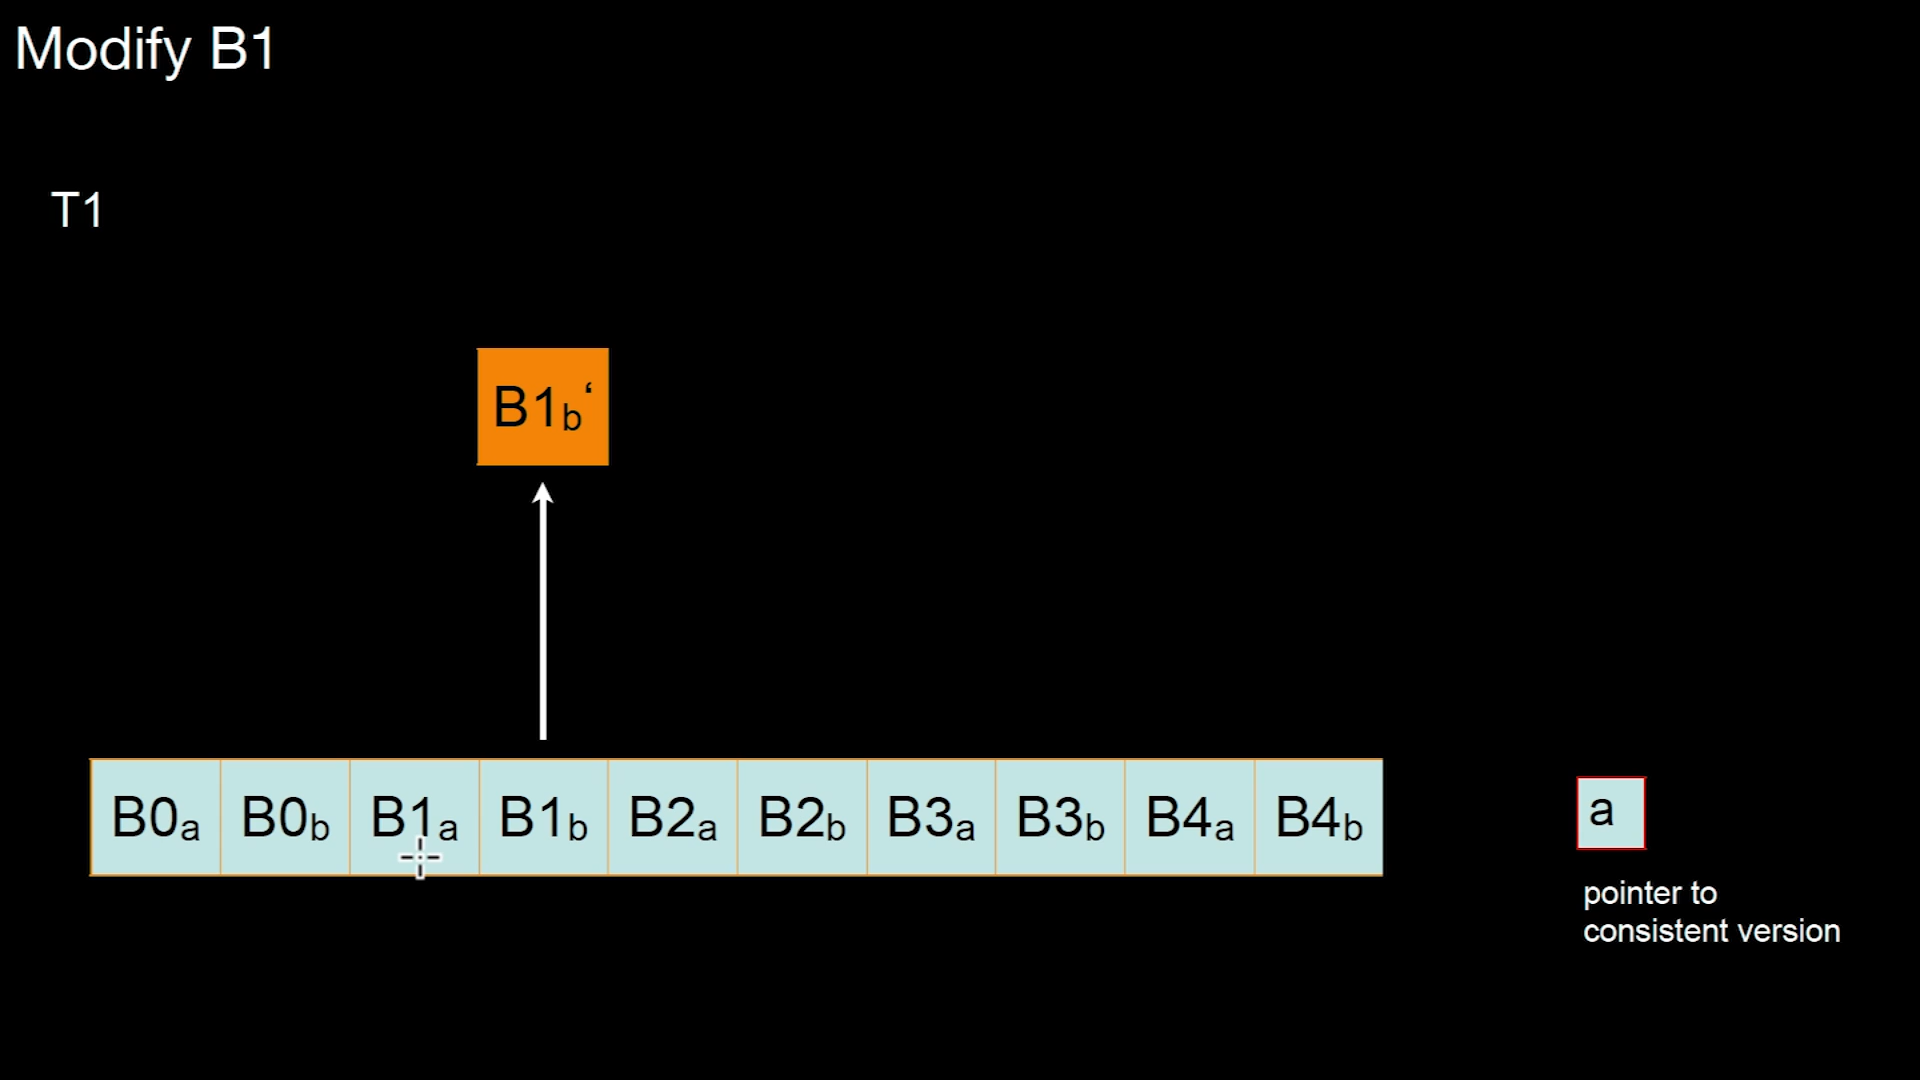 Modify B1
T1
B1b‘
B0a B0b B1a B1b B2a B2b B3a B3b B4a B4b
a
pointer to
consistent version